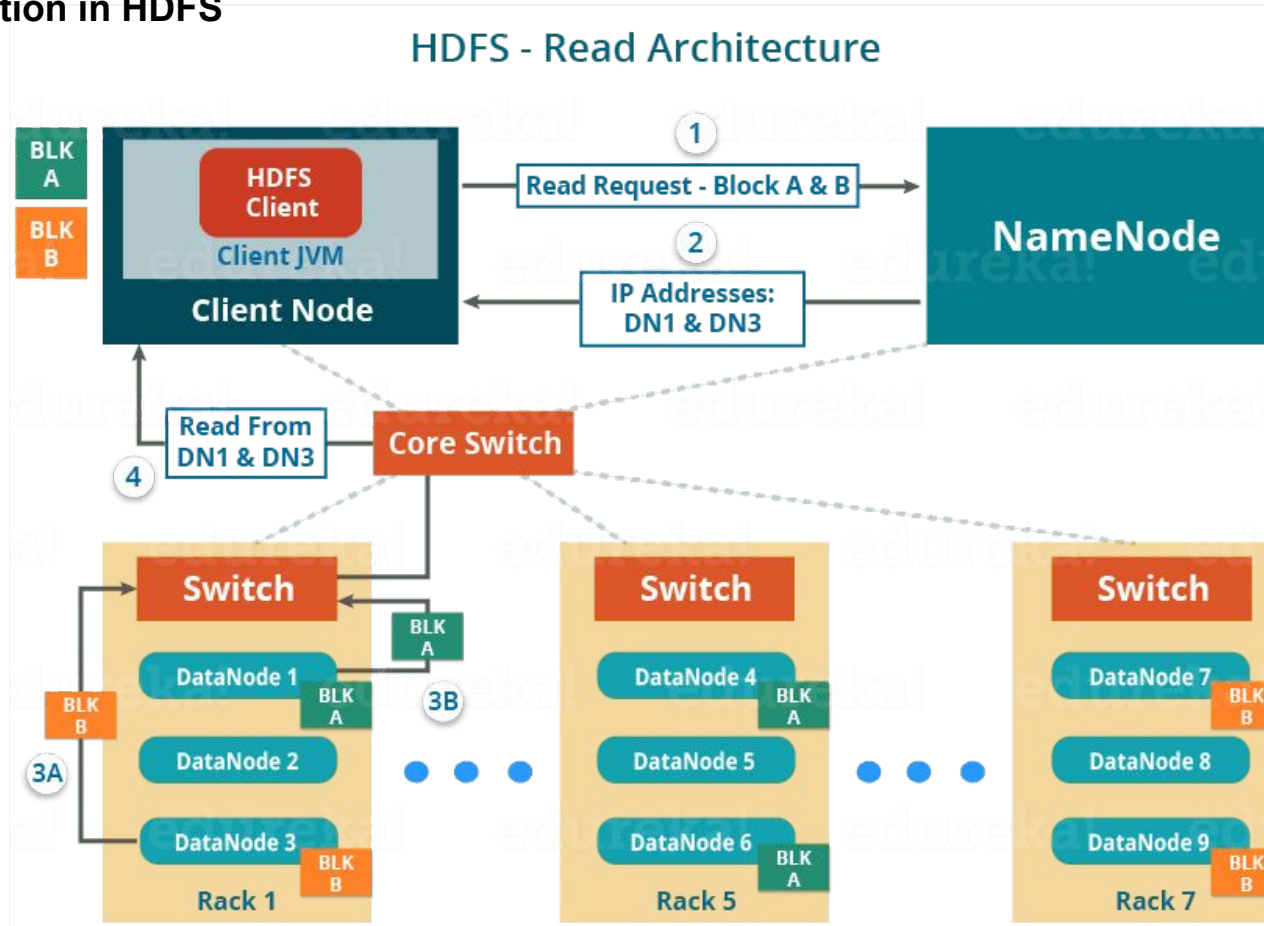 tion in HDFS
HDFS - Read Architecture
BLK
A
BLK
B
HDFS
Client
Client JVM
Client Node
1
Read Request - Block A & B
2
IP Addresses:
DN1 & DN3
NameNode
Read From
DN1 & DN3
4
Core Switch
Switch
BLK
A
DataNode 1
BLK
A
3B
BLK
B
3A
DataNode 2
DataNode 3
BLK
B
Rack 1
Switch
DataNode 4
BLK
A
DataNode 5
DataNode 6
BLK
A
Rack 5
Switch
DataNode 7
BLK
B
DataNode 8
DataNode 9
BLK
B
Rack 7
edureka!